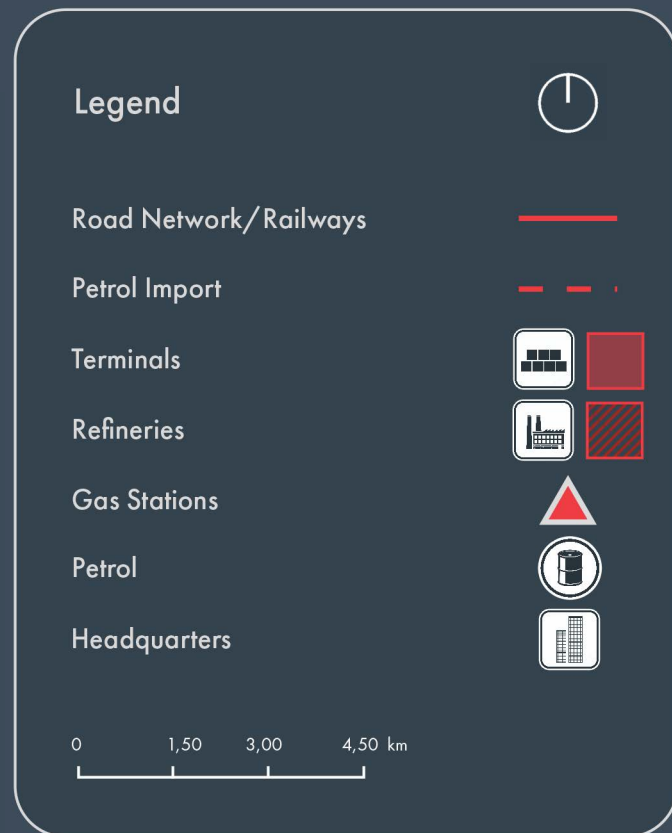 Legend
Road Network/Railways
Petrol Import
Terminals
Refineries
Gas Stations
Petrol
Headquarters
0 1,50 3,00 4,50 km